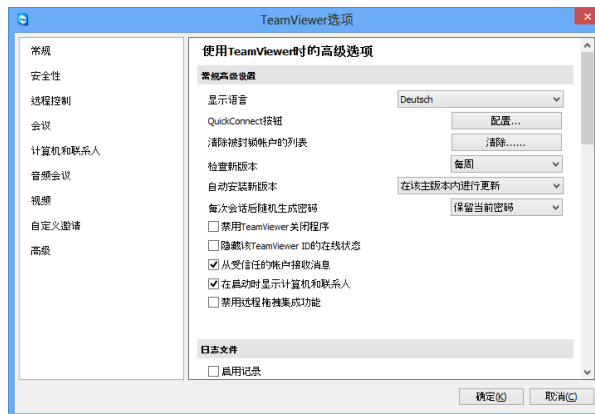 TeamViewer选项
常规
安全性
远程控制
会议
计算机和联系人
音频会议
视频
自定义邀请
高级
使用TeamViewer时的高级选项
常规高级设置
显示语言 Deutsch
QuickConnect按钮 配置...
清除被封锁帐户的列表 清除......
检查新版本 每周
自动安装新版本 在该主版本内进行更新
每次会话后随机生成密码 保留当前密码
禁用TeamViewer关闭程序
隐藏该TeamViewer ID的在线状态
从受信任的帐户接收消息
在启动时显示计算机和联系人
禁用远程拖拽集成功能
日志文件
启用记录
确定(K) 取消(C)